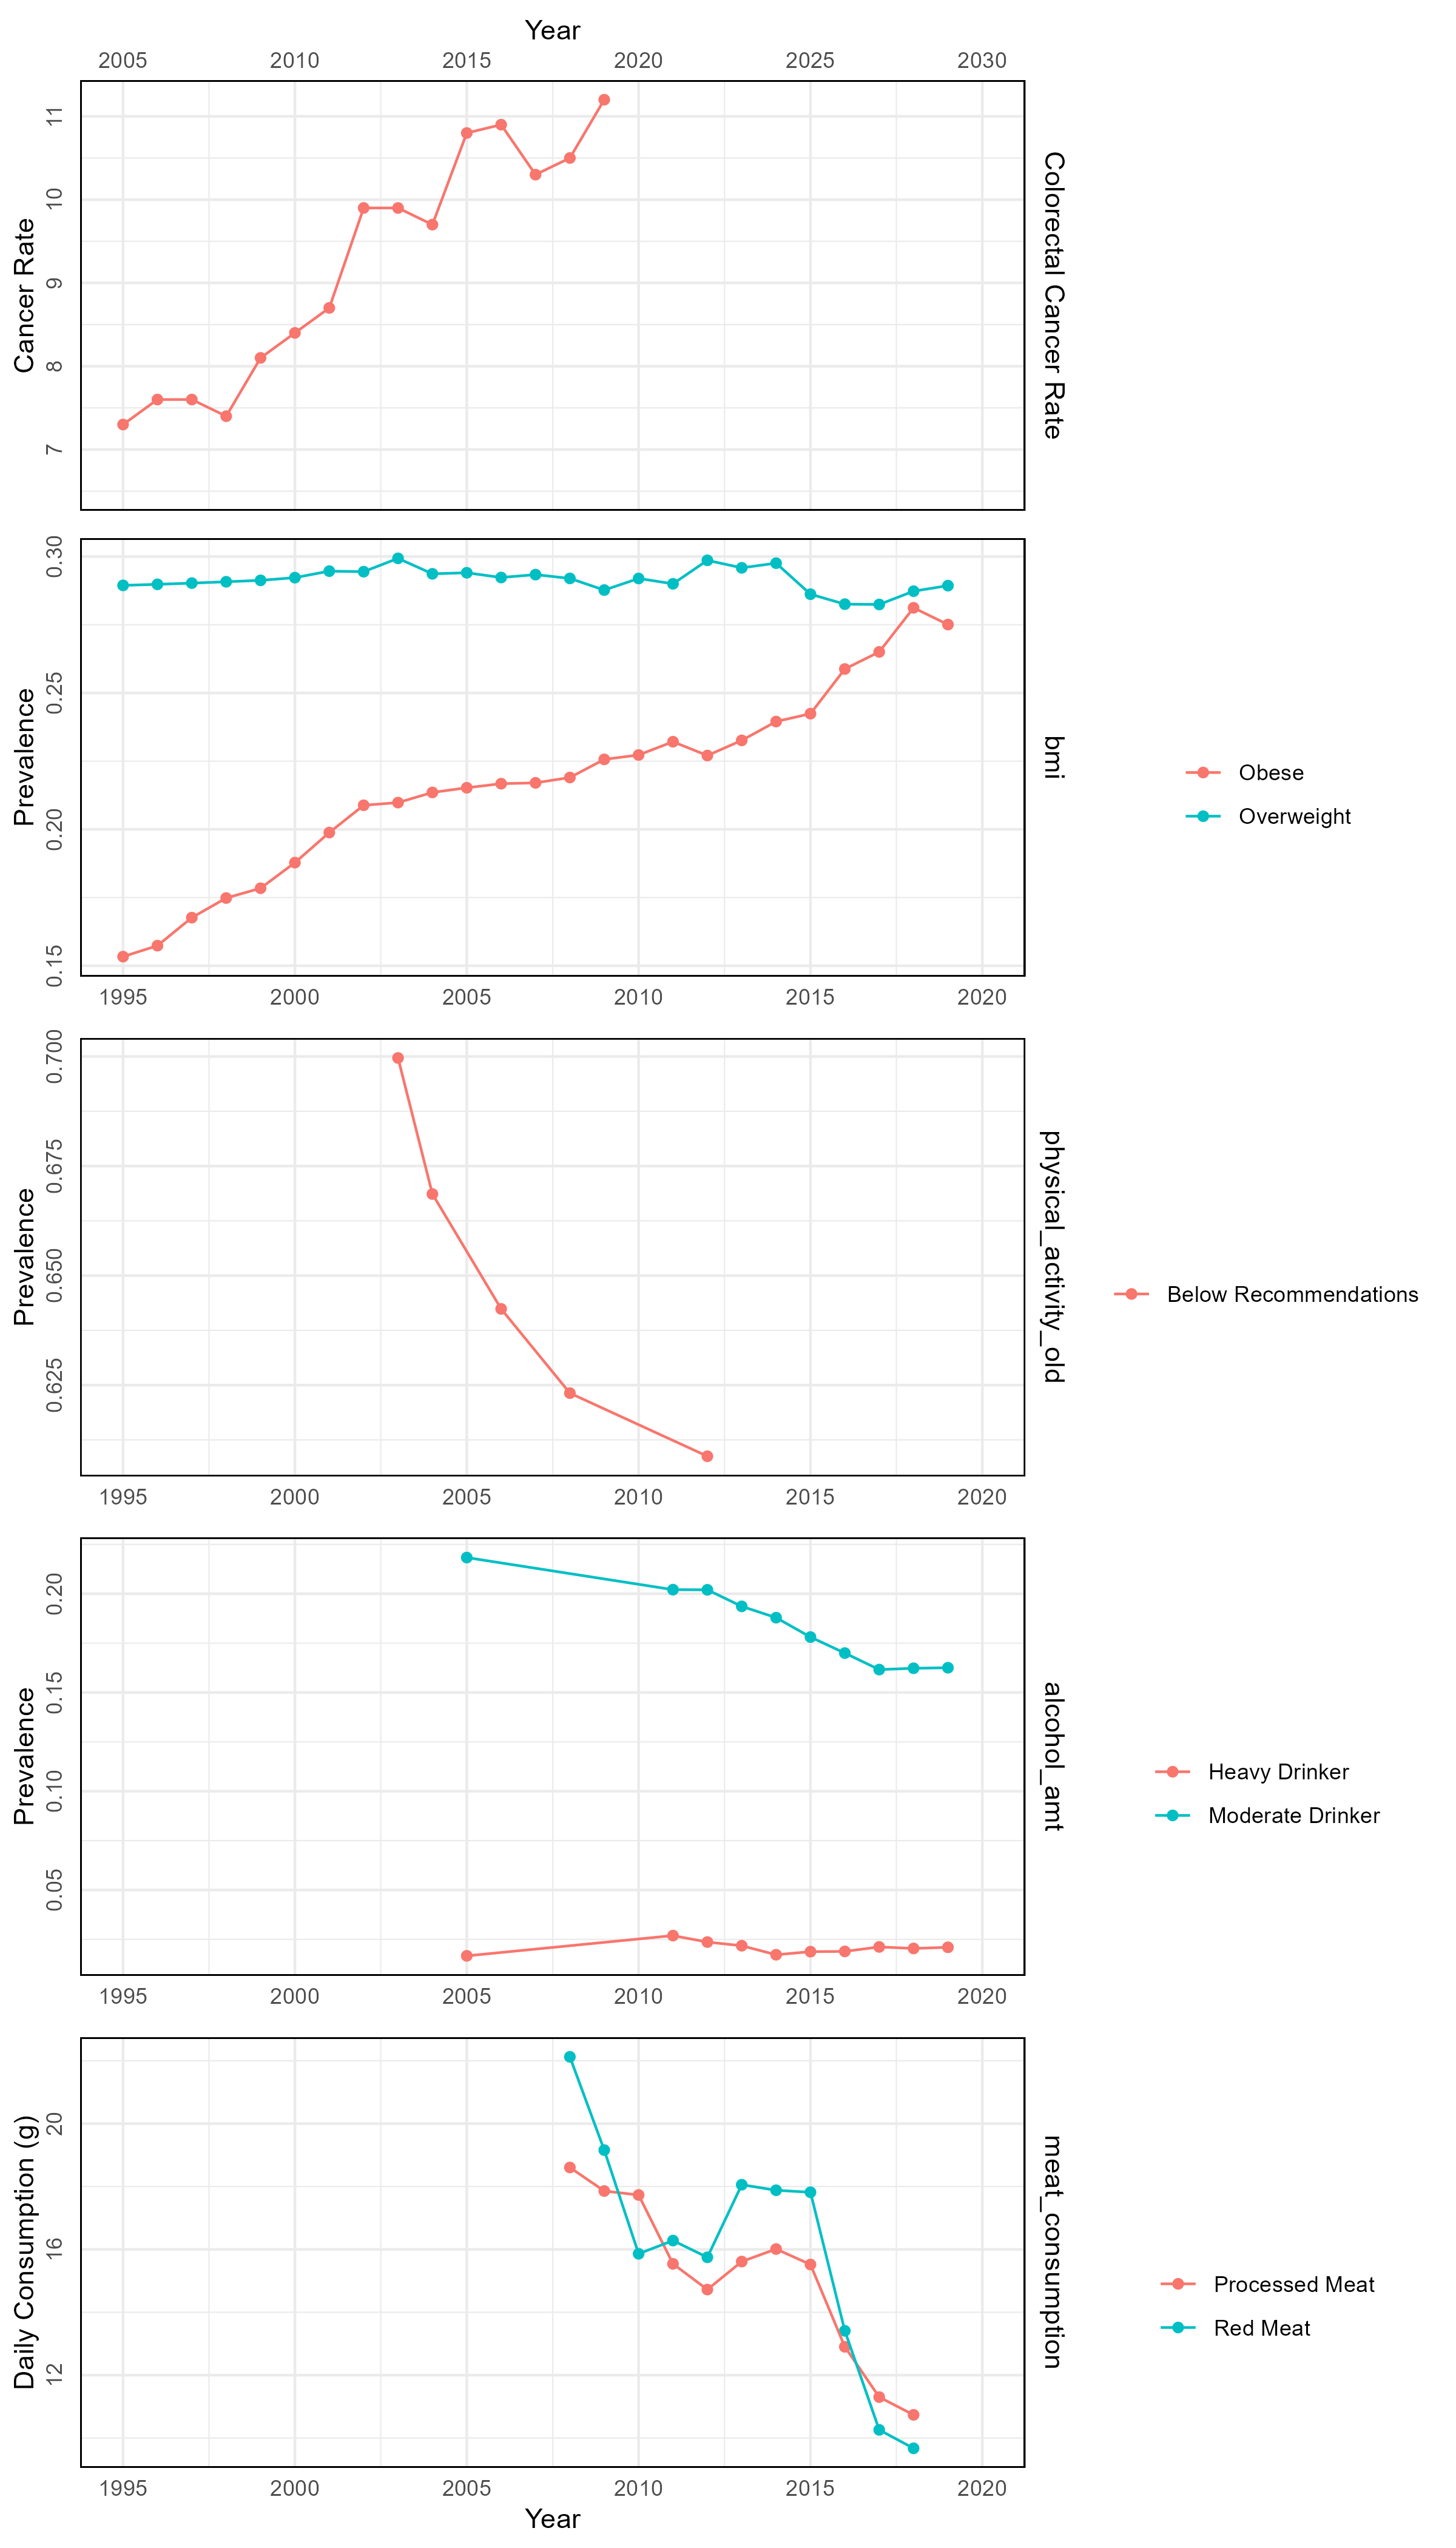 Year
2005 2010 2015 2020 2025 2030
11
10
9
8
7
Cancer Rate
Colorectal Cancer Rate
0.30
0.25
0.20
0.15
Prevalence
bmi
Obese
Overweight
1995 2000 2005 2010 2015 2020
0.700
0.675
0.650
0.625
Prevalence
physical_activity_old
Below Recommendations
1995 2000 2005 2010 2015 2020
0.20
0.15
0.10
0.05
Prevalence
alcohol_amt
Heavy Drinker
Moderate Drinker
1995 2000 2005 2010 2015 2020
20
16
12
Daily Consumption (g)
meat_consumption
Processed Meat
Red Meat
1995 2000 2005 2010 2015 2020
Year